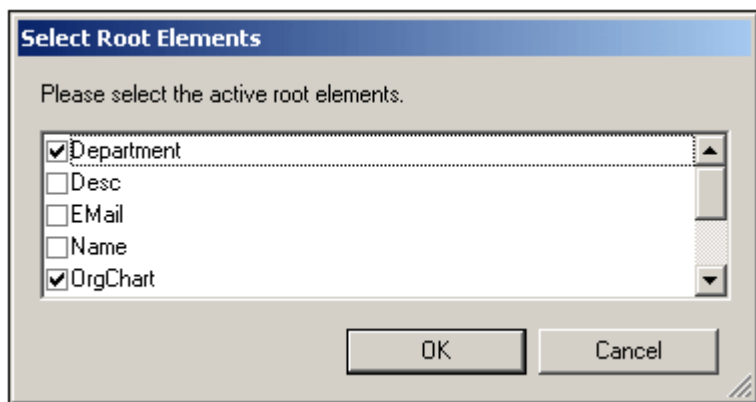 Select Root Elements
Please select the active root elements.
Department
Desc
EMail
Name
OrgChart
OK Cancel